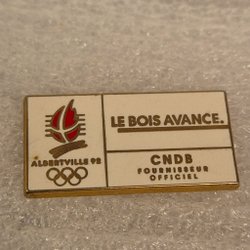 ALBERTVILLE 92
LE BOIS AVANCE.
CNDB
FOURNISSEUR
OFFICIEL